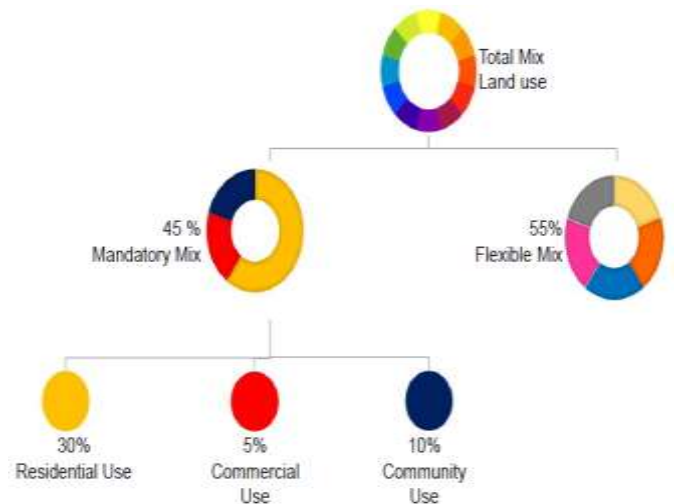 Total Mix
Land use
45 %
Mandatory Mix
55%
Flexible Mix
30%
Residential Use
5%
Commercial
Use
10%
Community
Use